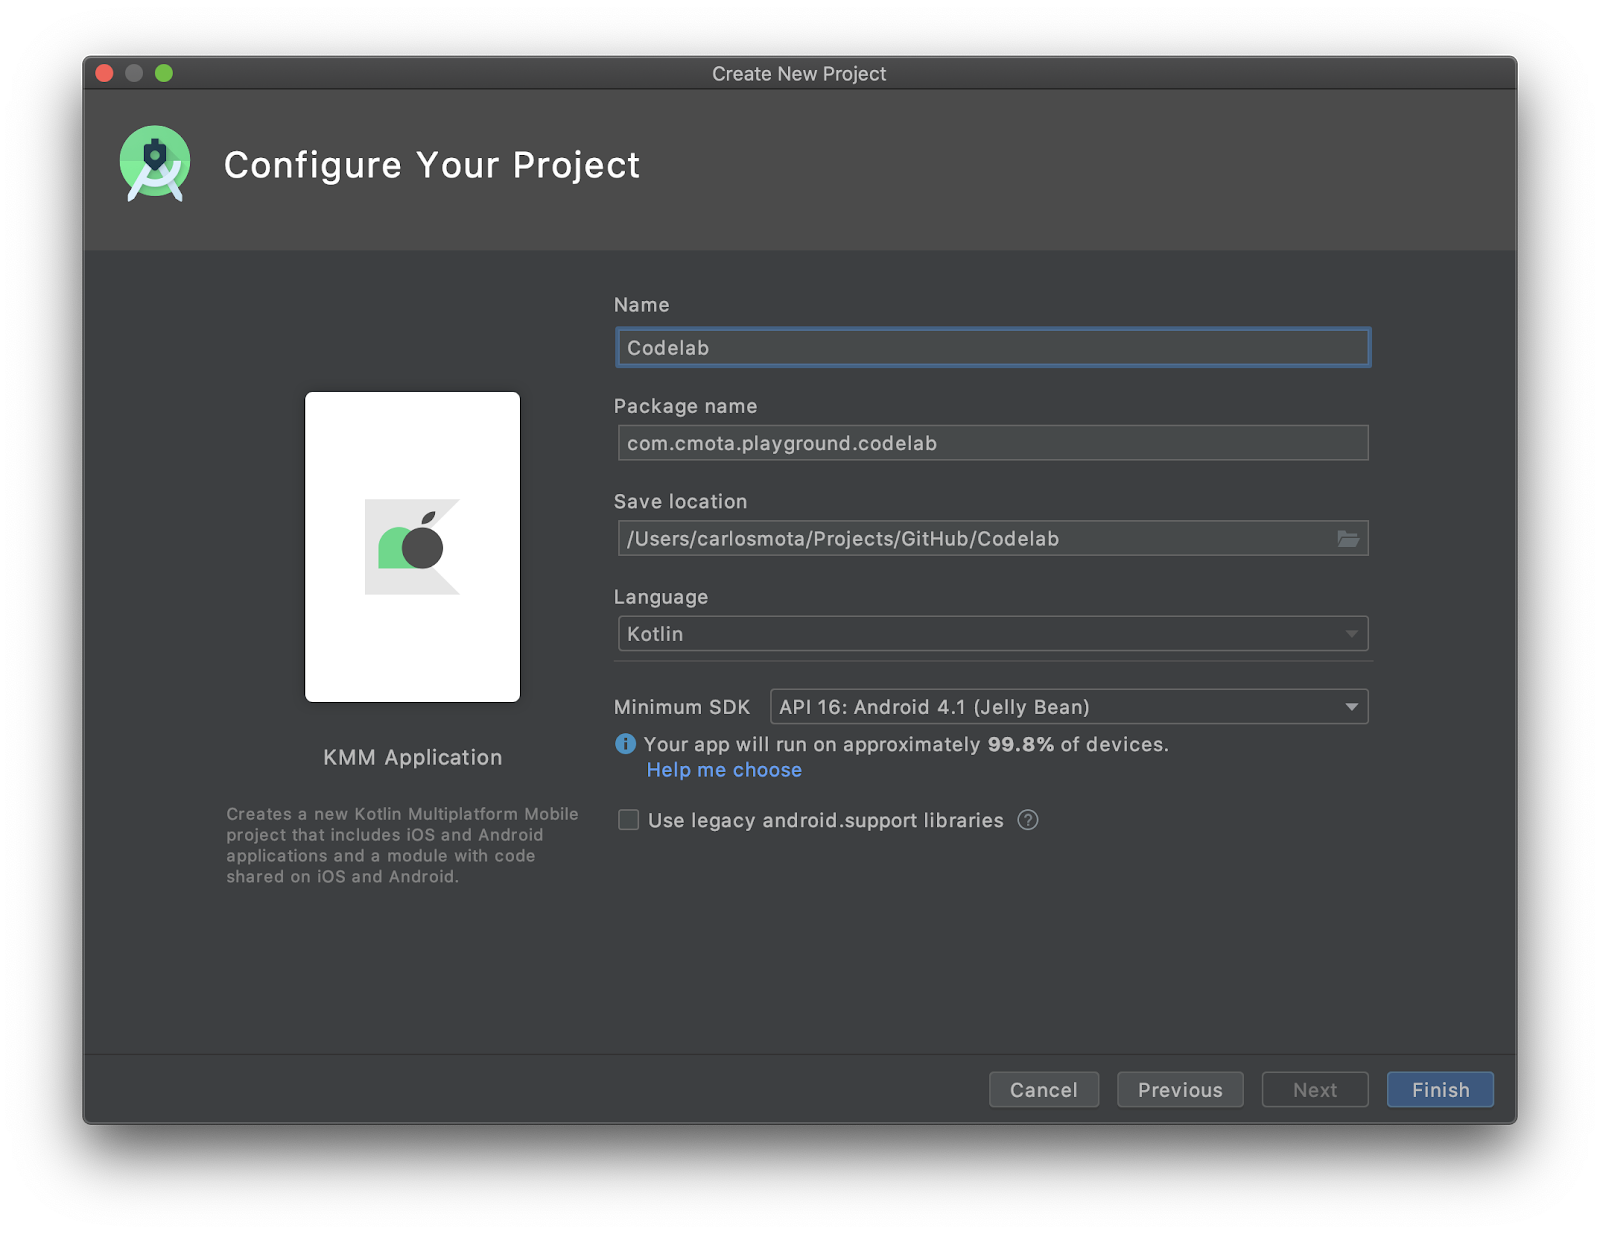 Create New Project
Configure Your Project
Name
Codelab
Package name
com.cmota.playground.codelab
Save location
/Users/carlosmota/Projects/GitHub/Codelab
Language
Kotlin
Minimum SDK API 16: Android 4.1 (Jelly Bean)
Your app will run on approximately 99.8% of devices.
Help me choose
Use legacy android.support libraries ?
KMM Application
Creates a new Kotlin Multiplatform Mobile
project that includes iOS and Android
applications and a module with code
shared on iOS and Android.
Cancel Previous Next Finish